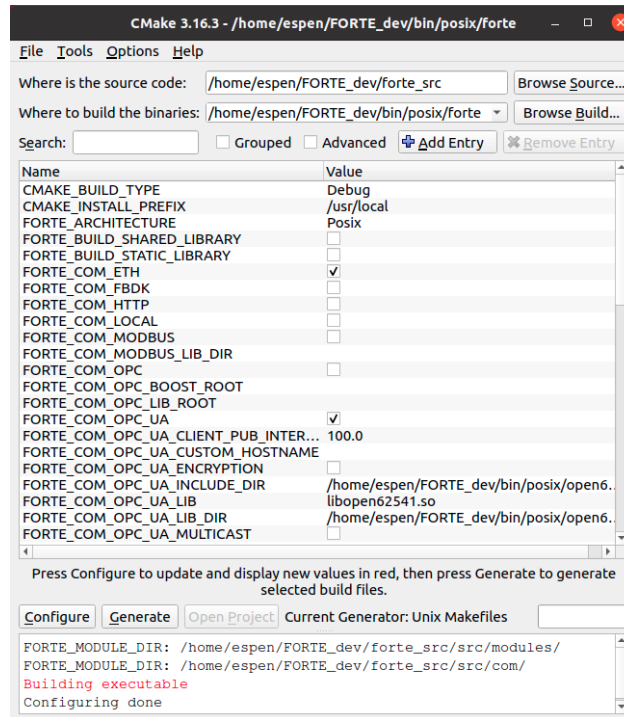 CMake 3.16.3 - /home/espen/FORTE_dev/bin/posix/forte
File Tools Options Help
Where is the source code: /home/espen/FORTE_dev/forte_src Browse Source...
Where to build the binaries: /home/espen/FORTE_dev/bin/posix/forte Browse Build...
Search: Grouped Advanced Add Entry Remove Entry
Name Value
CMAKE_BUILD_TYPE Debug
CMAKE_INSTALL_PREFIX /usr/local
FORTE_ARCHITECTURE Posix
FORTE_BUILD_SHARED_LIBRARY
FORTE_BUILD_STATIC_LIBRARY
FORTE_COM_ETH
FORTE_COM_FBDK
FORTE_COM_HTTP
FORTE_COM_LOCAL
FORTE_COM_MODBUS
FORTE_COM_MODBUS_LIB_DIR
FORTE_COM_OPC
FORTE_COM_OPC_BOOST_ROOT
FORTE_COM_OPC_LIB_ROOT
FORTE_COM_OPC_UA
FORTE_COM_OPC_UA_CLIENT_PUB_INTER... 100.0
FORTE_COM_OPC_UA_CUSTOM_HOSTNAME
FORTE_COM_OPC_UA_ENCRYPTION
FORTE_COM_OPC_UA_INCLUDE_DIR /home/espen/FORTE_dev/bin/posix/open6..
FORTE_COM_OPC_UA_LIB libopen62541.so
FORTE_COM_OPC_UA_LIB_DIR /home/espen/FORTE_dev/bin/posix/open6..
FORTE_COM_OPC_UA_MULTICAST
Press Configure to update and display new values in red, then press Generate to generate
selected build files.
Configure Generate Open Project Current Generator: Unix Makefiles
FORTE_MODULE_DIR: /home/espen/FORTE_dev/forte_src/src/modules/
FORTE_MODULE_DIR: /home/espen/FORTE_dev/forte_src/src/com/
Building executable
Configuring done